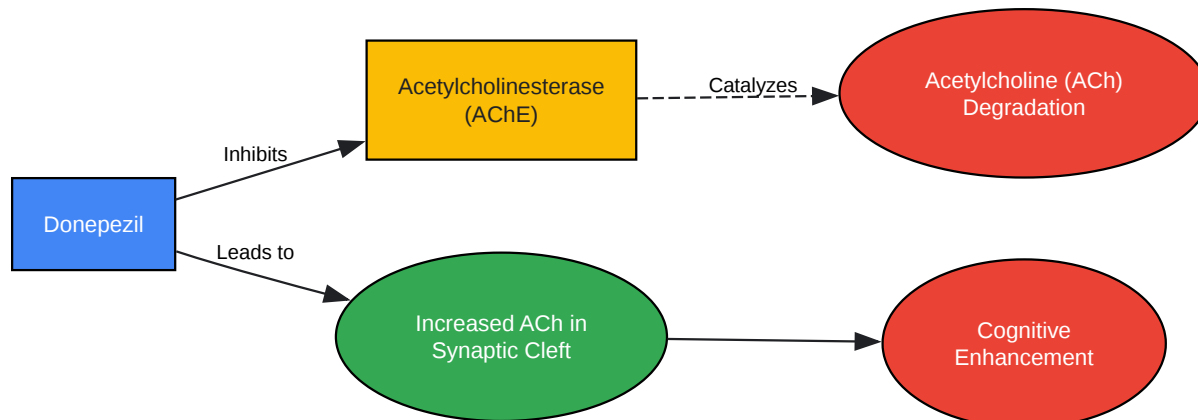 Acetylcholinesterase
(AChE)
Catalyzes
Acetylcholine (ACh)
Degradation
Inhibits
Donepezil
Leads to
Increased ACh in
Synaptic Cleft
Cognitive
Enhancement